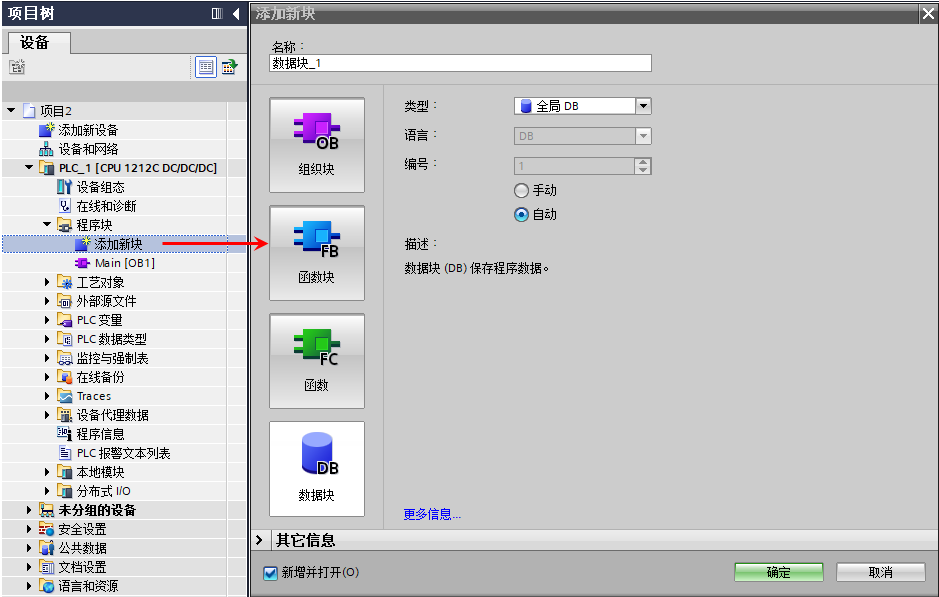 项目树
设备
项目2
添加新设备
设备和网络
PLC_1 [CPU 1212C DC/DC/DC]
设备组态
在线和诊断
程序块
添加新块
Main [OB1]
工艺对象
外部源文件
PLC 变量
PLC 数据类型
监控与强制表
在线备份
Traces
设备代理数据
程序信息
PLC 报警文本列表
本地模块
分布式 I/O
未分组的设备
安全设置
公共数据
文档设置
语言和资源
添加新块
名称：
数据块_1
OB
组织块
FB
函数块
FC
函数
DB
数据块
类型：
全局 DB
语言：
DB
编号：
1
手动
自动
描述：
数据块 (DB) 保存程序数据。
更多信息...
其它信息
新增并打开(O)
确定
取消